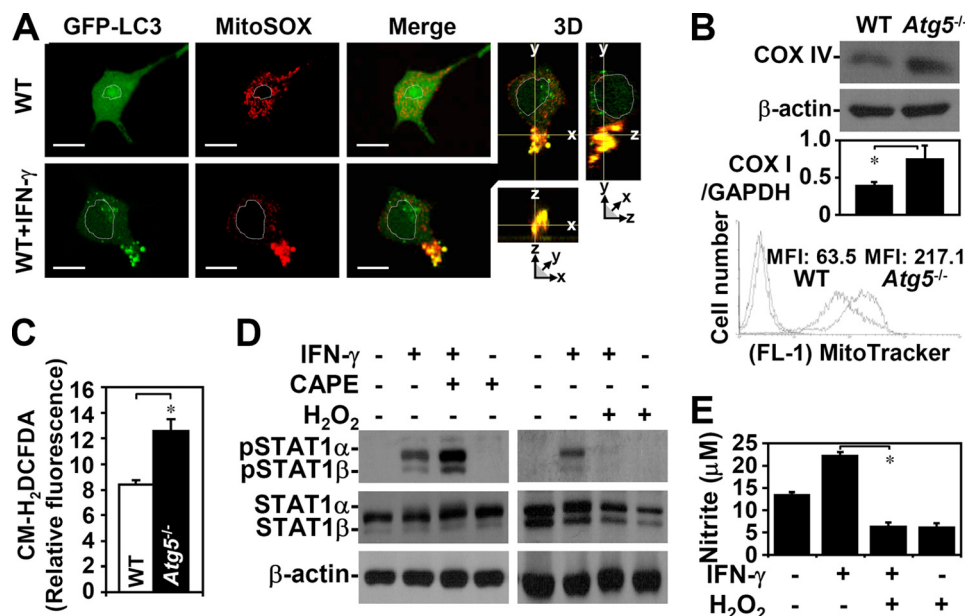 A
GFP-LC3 MitoSOX Merge 3D
WT
WT+IFN-γ
y y
x z
z
x
x
y
z
z
y
x
B
WT Atg5-/-
COX IV
β-actin
COX I
/GAPDH
1.0
0.5
0
*
Cell number
MFI: 63.5 MFI: 217.1
WT Atg5-/-
(FL-1) MitoTracker
C
CM-H2DCFDA
(Relative fluorescence)
16
14
12
10
8
6
4
2
0
*
WT
Atg5-/-
D
IFN-γ - + + - - + + -
CAPE - - + +
H2O2 - - + +
pSTAT1α
pSTAT1β
STAT1α
STAT1β
β-actin
E
Nitrite (μM)
25
20
15
10
5
0
*
IFN-γ - + + -
H2O2 - - + +